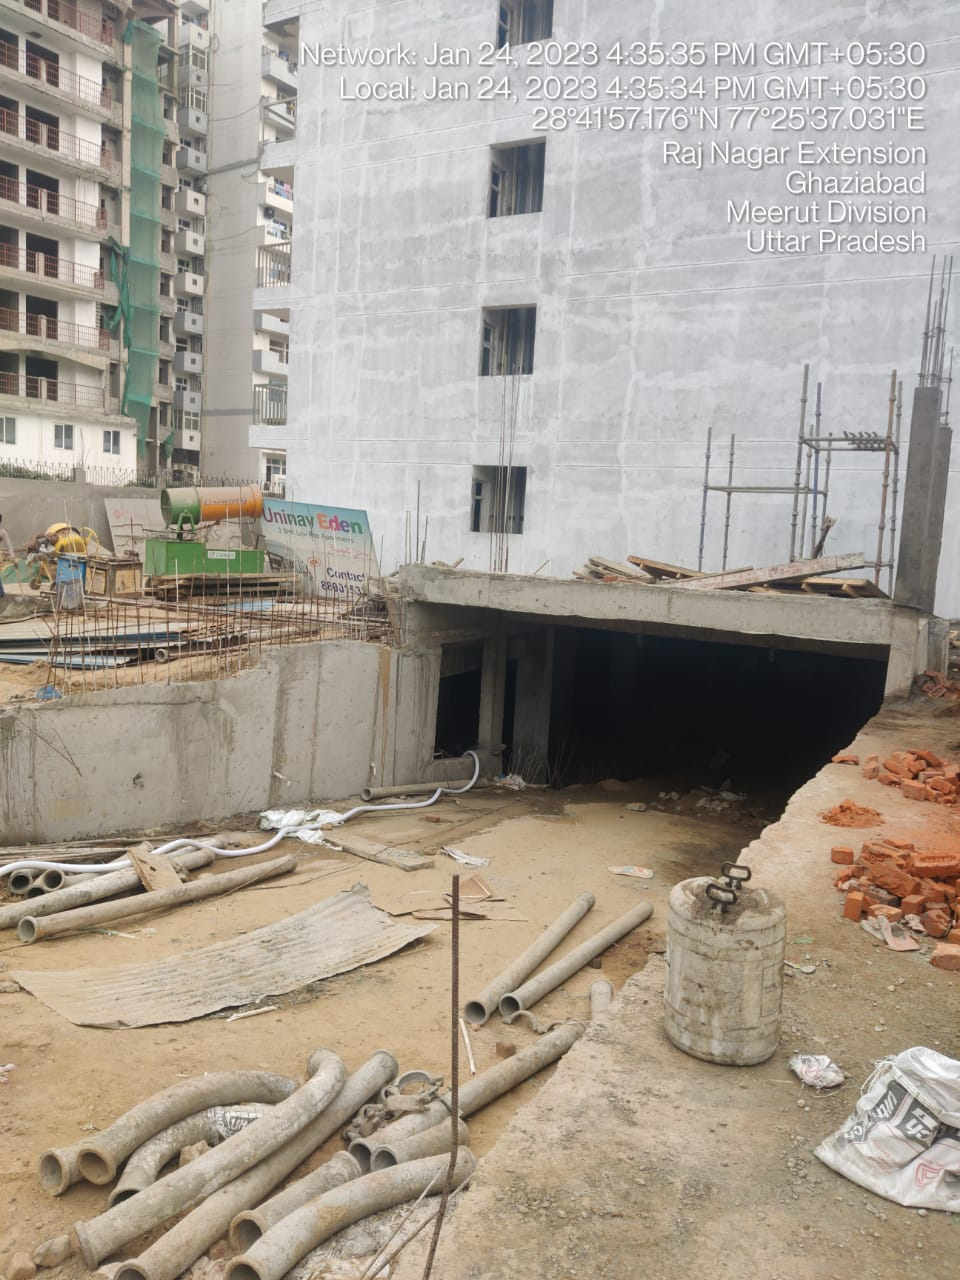 Network: Jan 24, 2023 4:35:35 PM GMT+05:30
Local: Jan 24, 2023 4:35:34 PM GMT+05:30
28°41'57.176"N 77°25'37.031"E
Raj Nagar Extension
Ghaziabad
Meerut Division
Uttar Pradesh
Uninav Eden
Contact